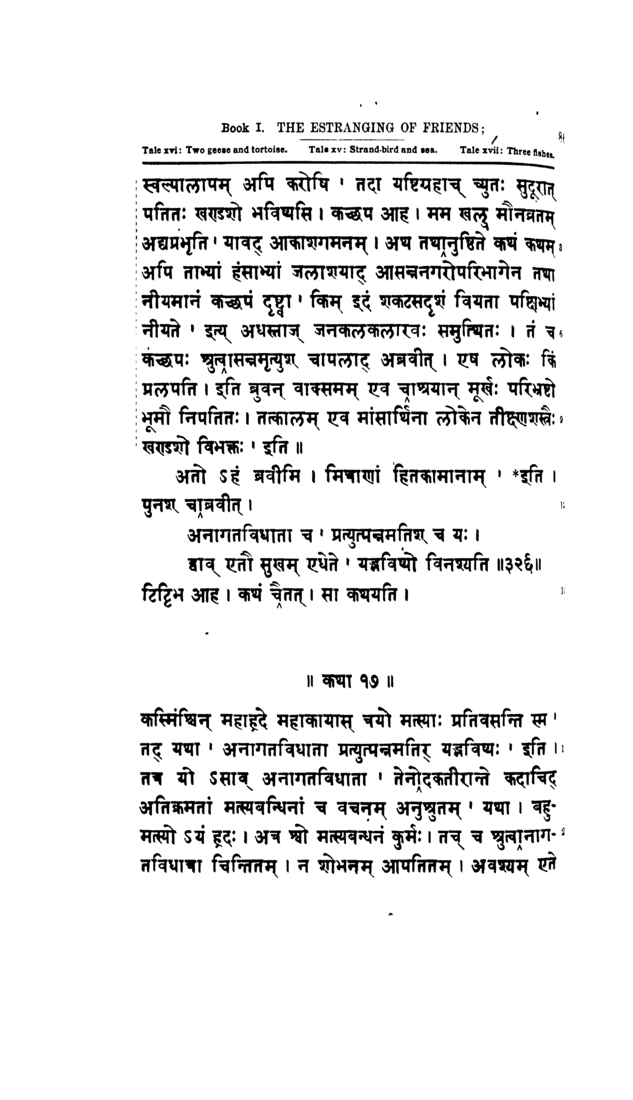 Book I. THE ESTRANGING OF FRIENDS;
Tale xvi: Two geese and tortoise. Tale xv: Strand-bird and sea. Tale xvii: Three fishes.
स्वल्पालापम् अपि करोषि ' तदा यष्टिग्रहाच् च्युतः सुदूरात्
पतितः खण्डशो भविष्यसि । कच्छप आह । मम खलु मौनव्रतम्
अद्यप्रभृति ' यावद् आकाशगमनम् । अथ तथानुष्ठिते कथं कथम्
अपि ताभ्यां हंसाभ्यां जलाशयाद् आसन्ननगरोपरिभागेन तथा
नीयमानं कच्छपं दृष्ट्वा ' किम् इदं शकटसदृशं वियता पक्षिभ्यां
नीयते ' इत्य् अधस्ताज् जनकलकलारवः समुत्थितः । तं च
कच्छपः श्रुत्वासन्नमृत्युश् चापलाद् अब्रवीत् । एष लोकः किं
प्रलपति । इति ब्रुवन् वाक्समम् एव चाश्रयान् मूर्खः परिभ्रष्टो
भूमौ निपतितः । तत्कालम् एव मांसार्थिना लोकेन तीक्ष्णशस्त्रैः
खण्डशो विभक्तः ' इति ॥
अतो ऽहं ब्रवीमि । मित्राणां हितकामानाम् ' *इति ।
पुनश् चाब्रवीत् ।
अनागतविधाता च ' प्रत्युत्पन्नमतिश् च यः ।
द्वाव् एतौ सुखम् एधेते ' यद्भविष्यो विनश्यति ॥३२६॥
टिट्टिभ आह । कथं चैतत् । सा कथयति ।
॥ कथा १७ ॥
कस्मिंश्चिन् महाह्रदे महाकायास् त्रयो मत्स्याः प्रतिवसन्ति स्म '
तद् यथा ' अनागतविधाता प्रत्युत्पन्नमतिर् यद्भविष्यः ' इति ।
तत्र यो ऽसाव् अनागतविधाता ' तेनोदकतीरान्ते कदाचिद्
अतिक्रमतां मत्स्यबन्धिनां च वचनम् अनुश्रुतम् ' यथा । बहु-
मत्स्यो ऽयं ह्रदः । अत्र श्वो मत्स्यबन्धनं कुर्मः । तच् च श्रुत्वानाग-
तविधात्रा चिन्तितम् । न शोभनम् आपतितम् । अवश्यम् एते